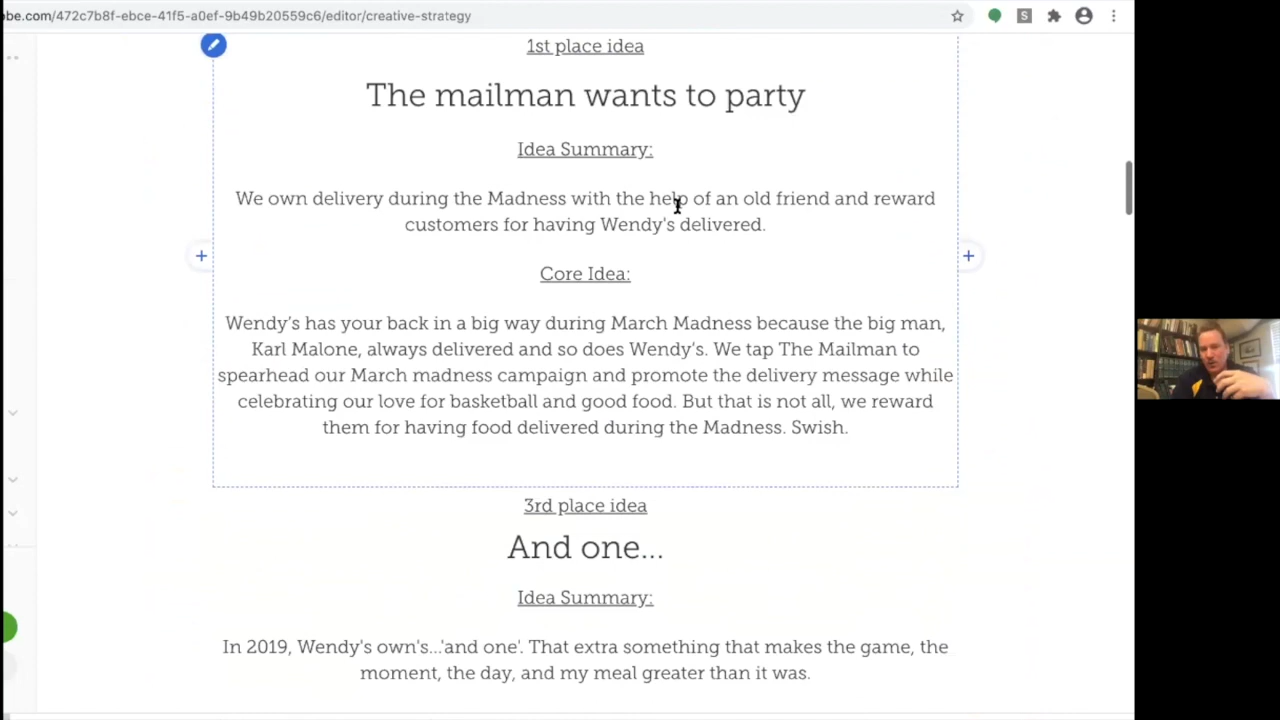 be.com/472c7b8f-ebce-41f5-a0ef-9b49b20559c6/editor/creative-strategy
S
1st place idea
The mailman wants to party
Idea Summary:
We own delivery during the Madness with the help of an old friend and reward
customers for having Wendy's delivered.
Core Idea:
Wendy's has your back in a big way during March Madness because the big man,
Karl Malone, always delivered and so does Wendy's. We tap The Mailman to
spearhead our March madness campaign and promote the delivery message while
celebrating our love for basketball and good food. But that is not all, we reward
them for having food delivered during the Madness. Swish.
3rd place idea
And one...
Idea Summary:
In 2019, Wendy's own's...'and one'. That extra something that makes the game, the
moment, the day, and my meal greater than it was.